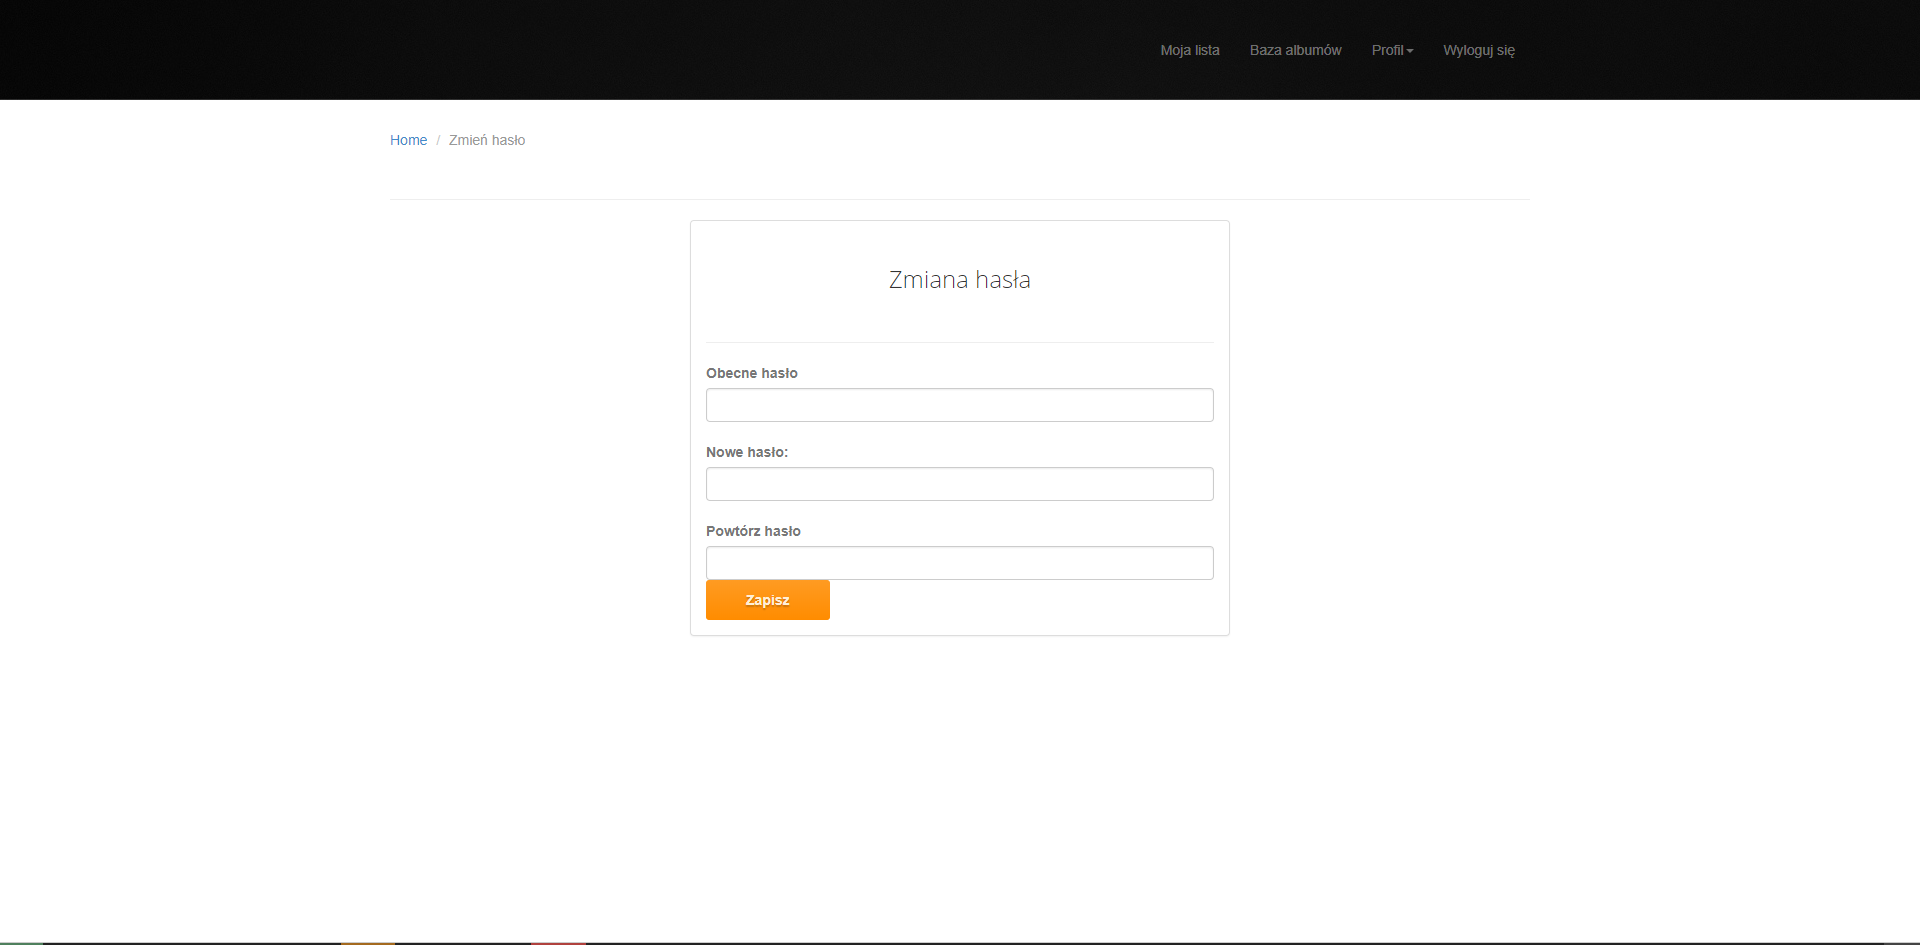 Moja lista Baza albumów Profil Wyloguj się
Home / Zmień hasło
Zmiana hasła
Obecne hasło
Nowe hasło:
Powtórz hasło
Zapisz